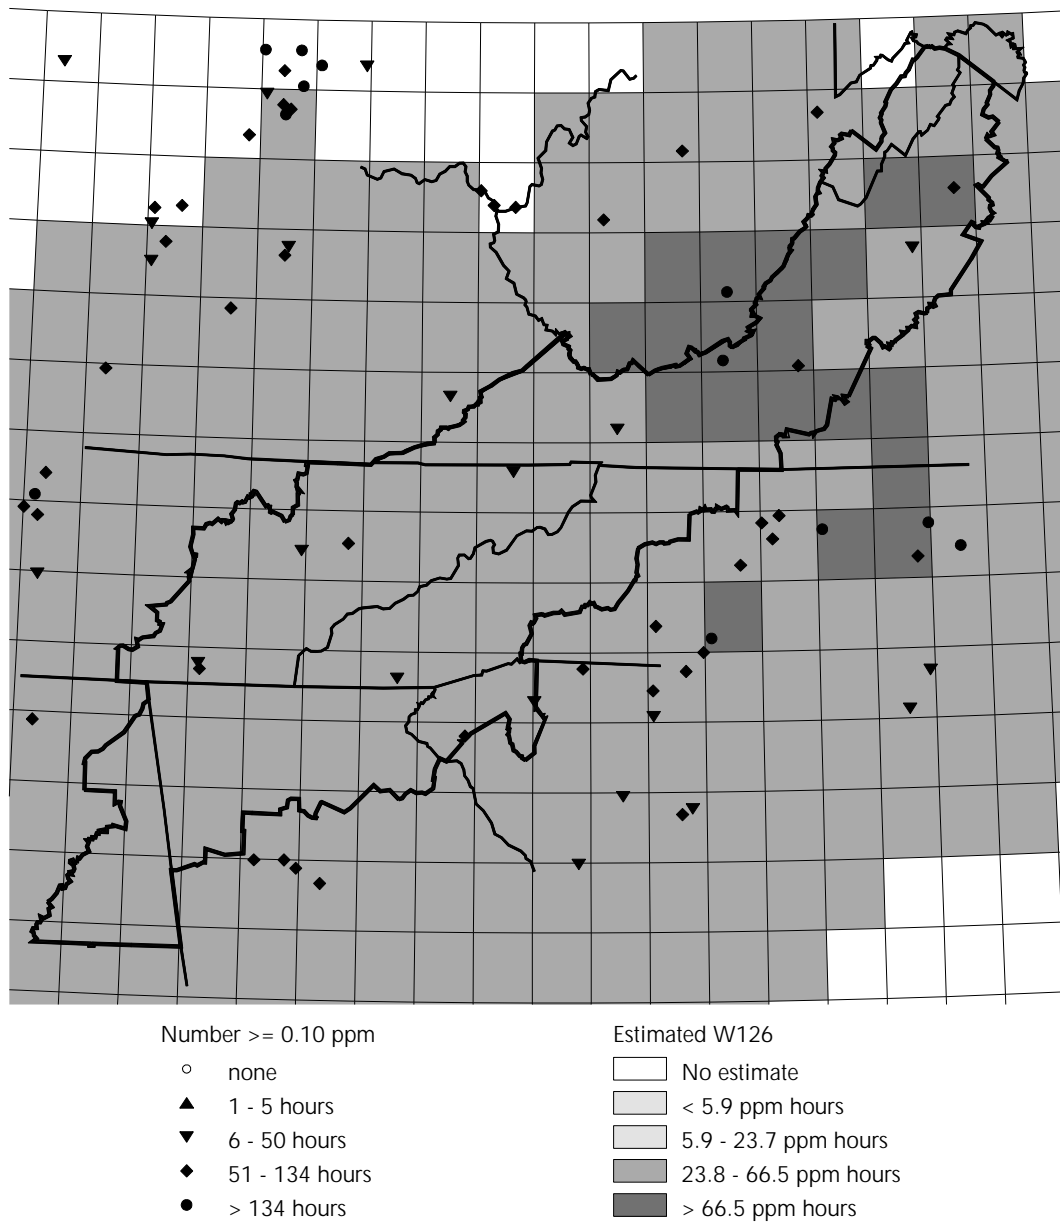 Number >= 0.10 ppm
none
1 - 5 hours
6 - 50 hours
51 - 134 hours
> 134 hours
Estimated W126
No estimate
< 5.9 ppm hours
5.9 - 23.7 ppm hours
23.8 - 66.5 ppm hours
> 66.5 ppm hours